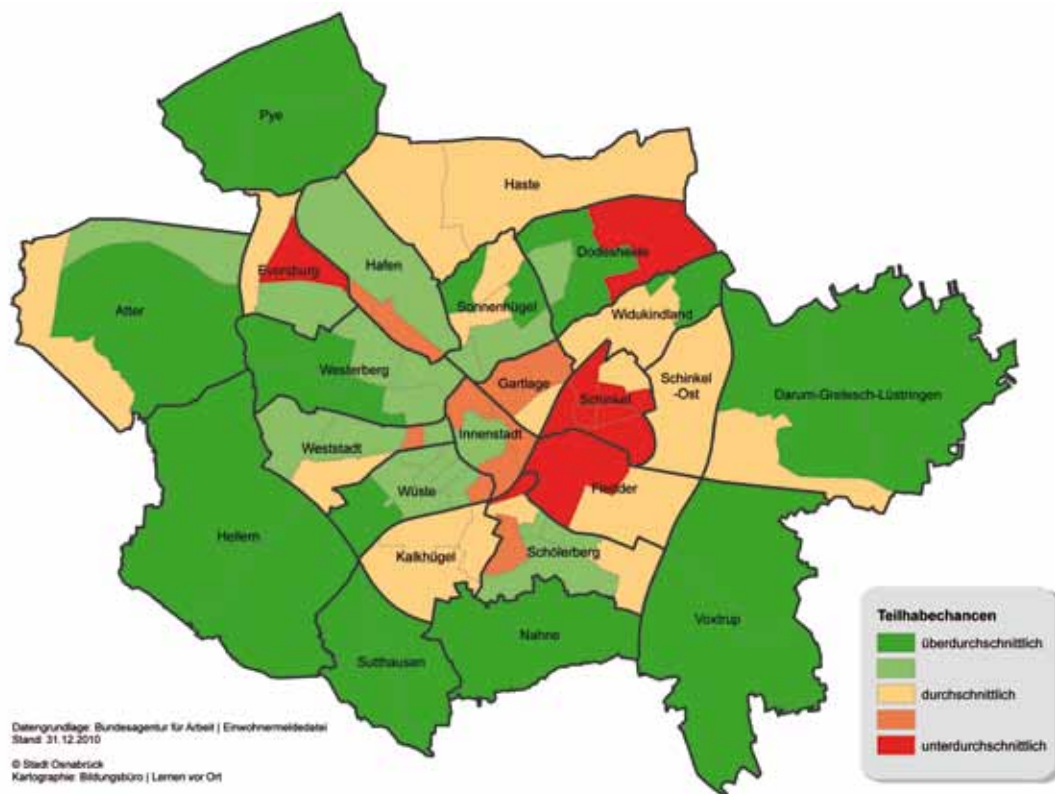 Pye
Haste
Dodesheide
Eversburg
Hafen
Sonnenhügel
Atter
Widukindland
Westerberg
Gartlage
Schinkel
-Ost
Schinkel
Darum-Gretesch-Lüstringen
Innenstadt
Weststadt
Wüste
Fledder
Hellern
Kalkhügel
Schölerberg
Nahne
Voxtrup
Sutthausen
Teilhabechancen
überdurchschnittlich
durchschnittlich
unterdurchschnittlich
Datengrundlage: Bundesagentur für Arbeit | Einwohnermeldedatei
Stand: 31.12.2010
© Stadt Osnabrück
Kartographie: Bildungsbüro | Lernen vor Ort